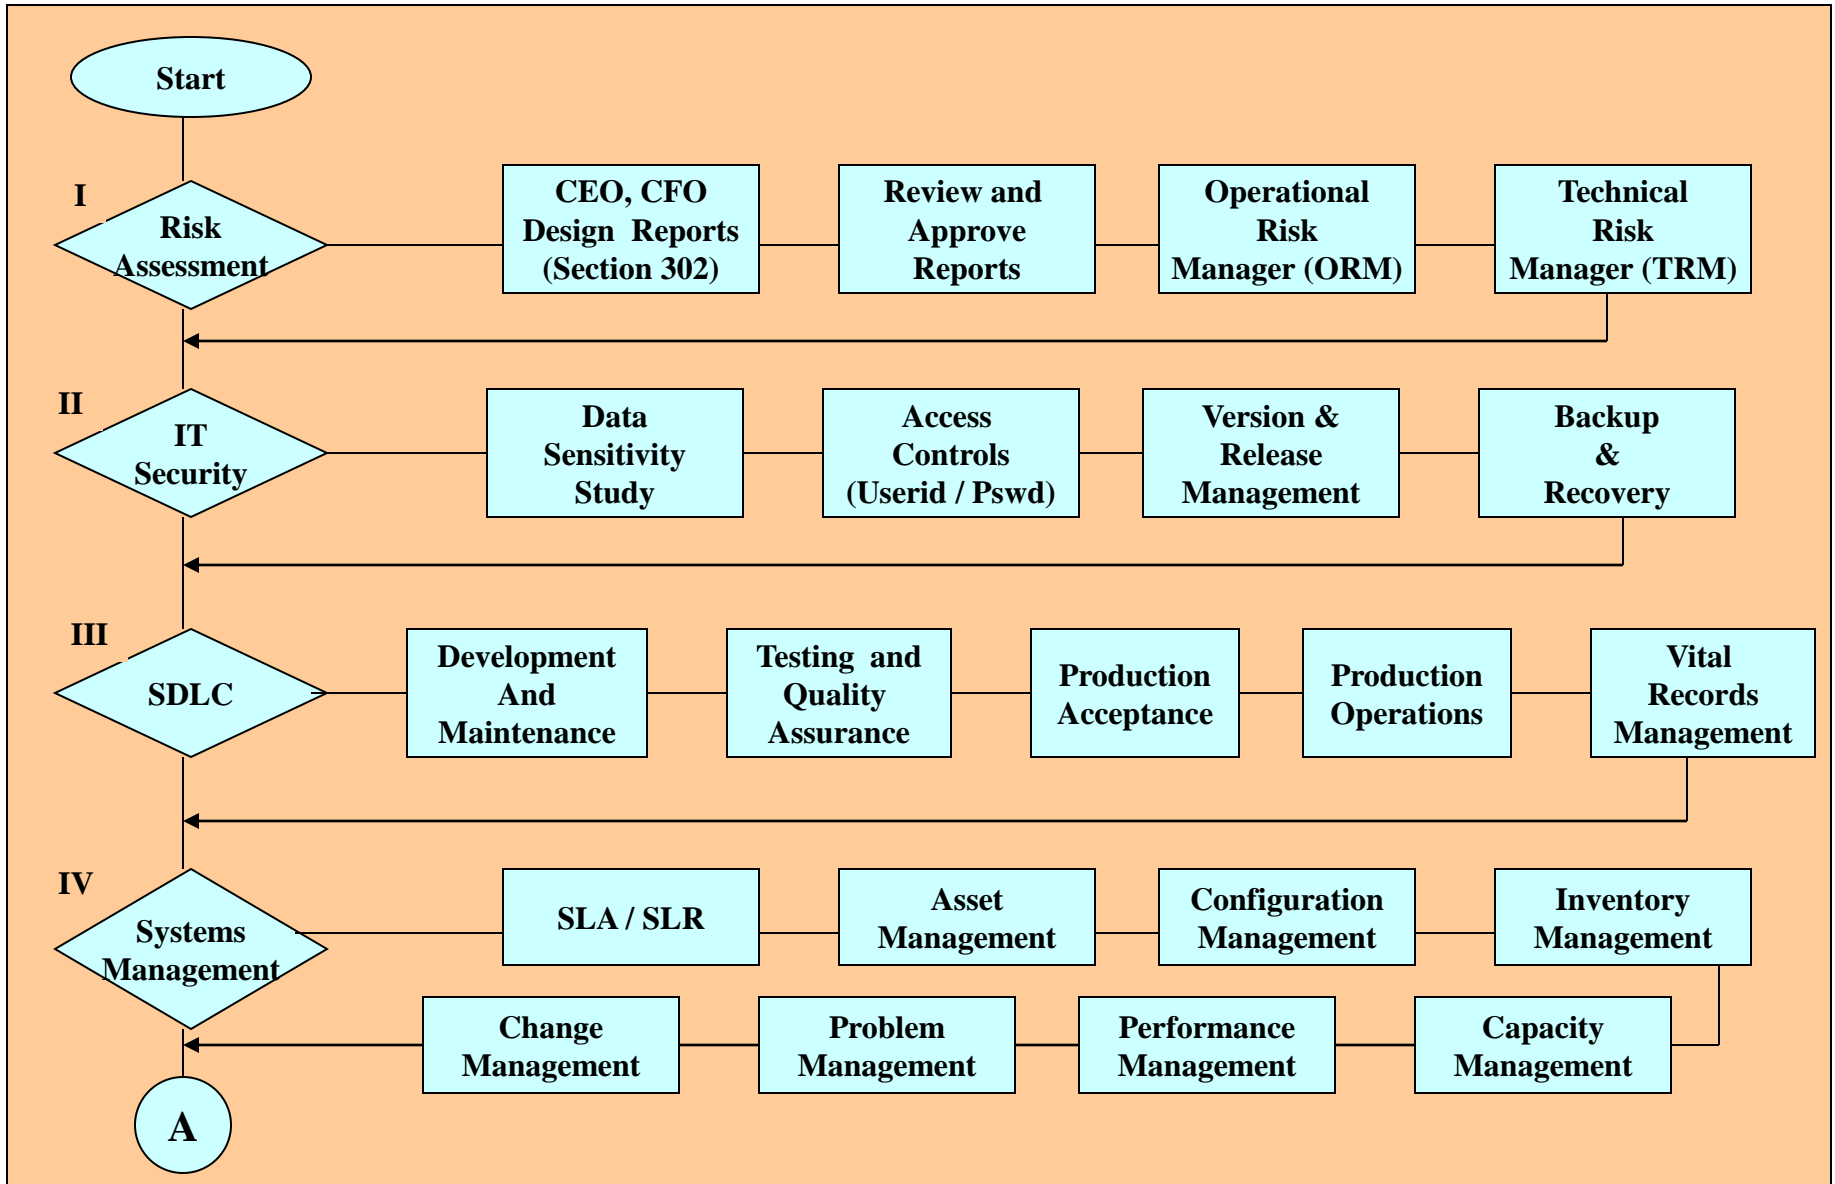 Start
I
Risk
Assessment
CEO, CFO
Design Reports
(Section 302)
Review and
Approve
Reports
Operational
Risk
Manager (ORM)
Technical
Risk
Manager (TRM)
II
IT
Security
Data
Sensitivity
Study
Access
Controls
(Userid / Pswd)
Version &
Release
Management
Backup
&
Recovery
III
SDLC
Development
And
Maintenance
Testing and
Quality
Assurance
Production
Acceptance
Production
Operations
Vital
Records
Management
IV
Systems
Management
SLA / SLR
Asset
Management
Configuration
Management
Inventory
Management
Change
Management
Problem
Management
Performance
Management
Capacity
Management
A